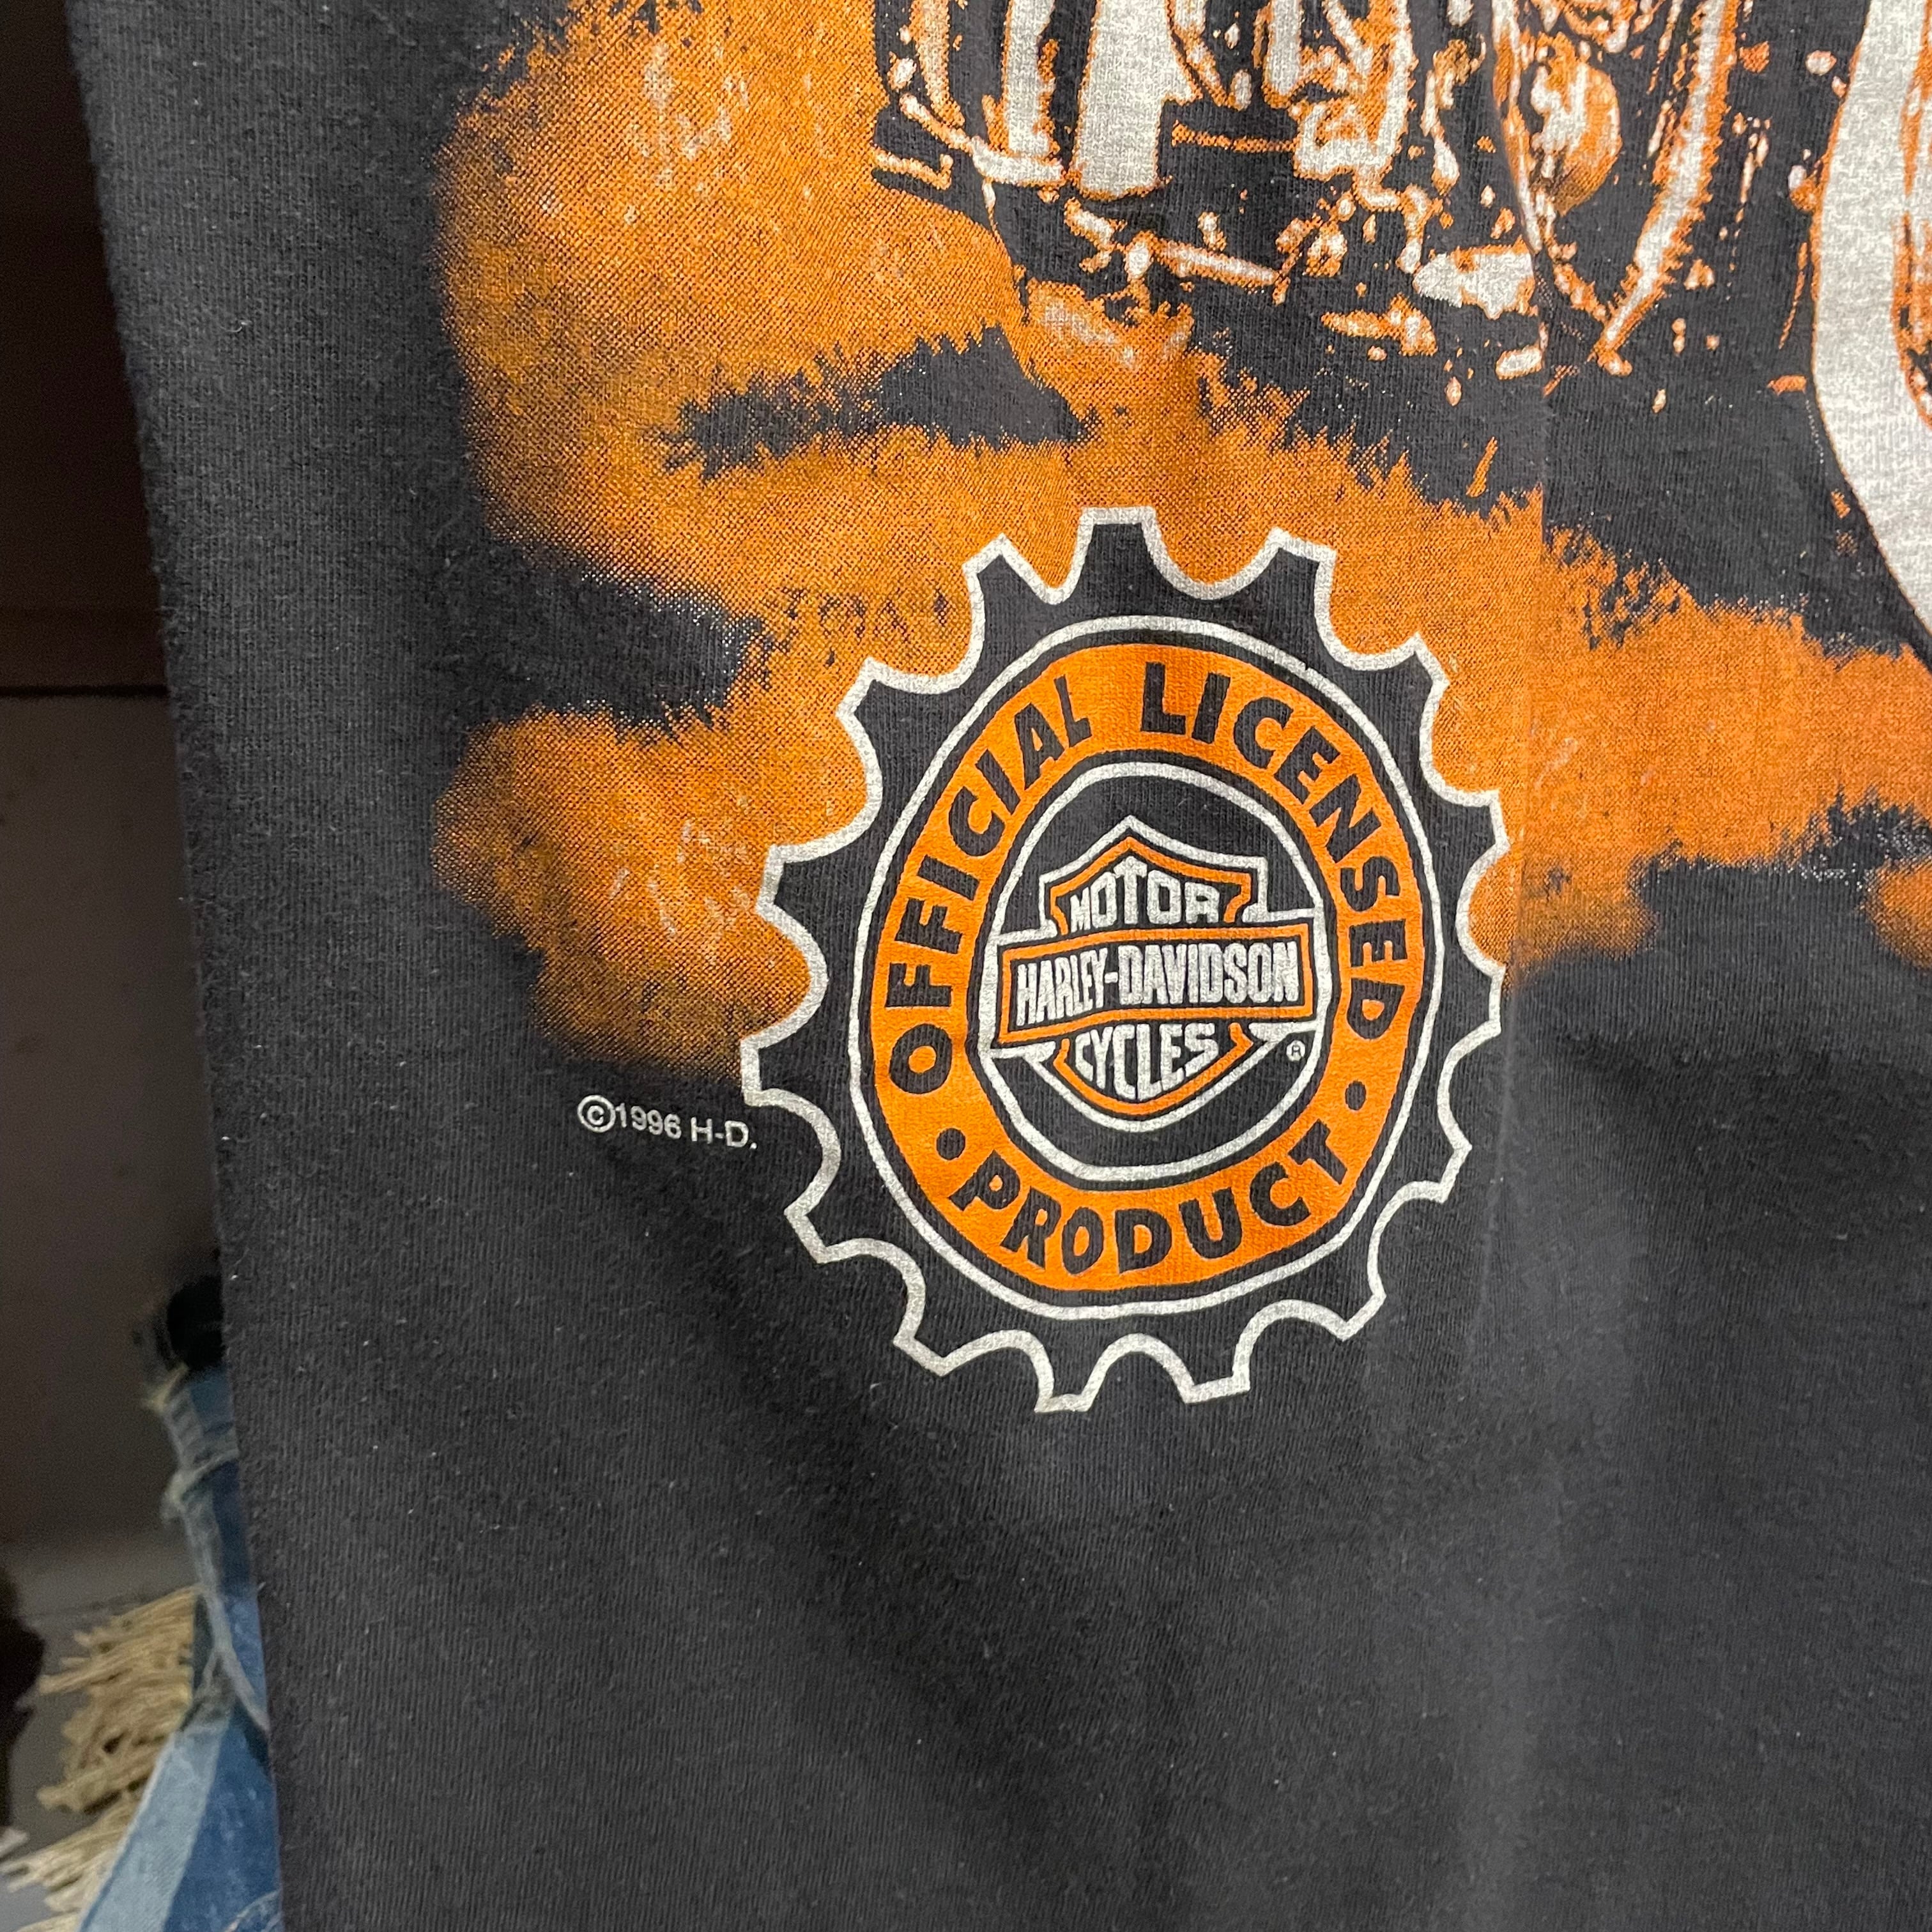 OFFICIAL LICENSED
MOTOR
HARLEY-DAVIDSON
CYCLES
®
• PRODUCT •
©1996 H-D.